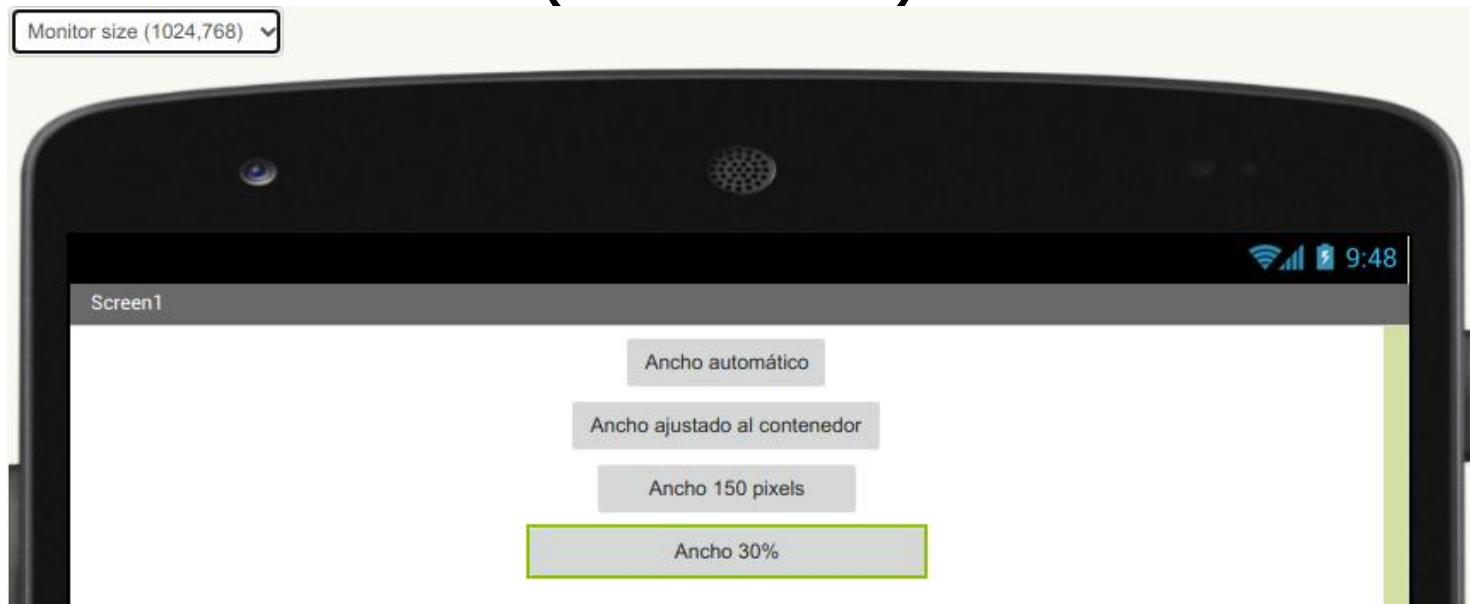 Monitor size (1024,768)
9:48
Screen1
Ancho automático
Ancho ajustado al contenedor
Ancho 150 pixels
Ancho 30%